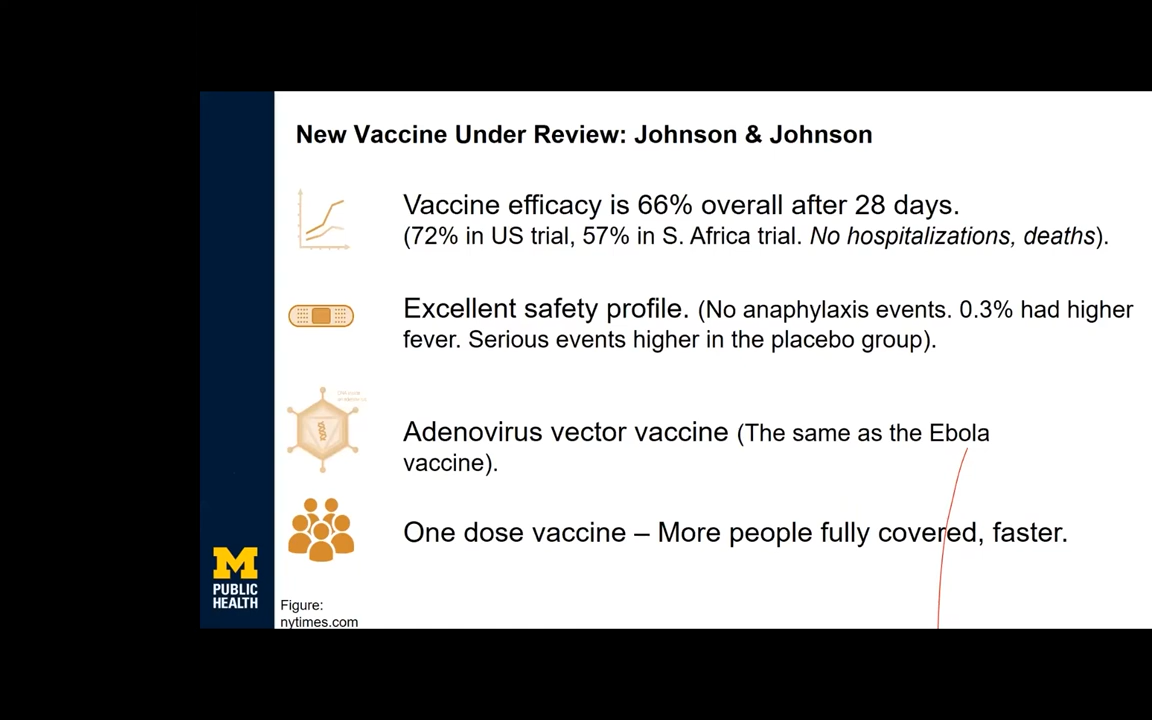 New Vaccine Under Review: Johnson & Johnson
Vaccine efficacy is 66% overall after 28 days.
(72% in US trial, 57% in S. Africa trial. No hospitalizations, deaths).
Excellent safety profile. (No anaphylaxis events. 0.3% had higher
fever. Serious events higher in the placebo group).
Adenovirus vector vaccine (The same as the Ebola
vaccine).
One dose vaccine – More people fully covered, faster.
M
PUBLIC
HEALTH
Figure:
nytimes.com